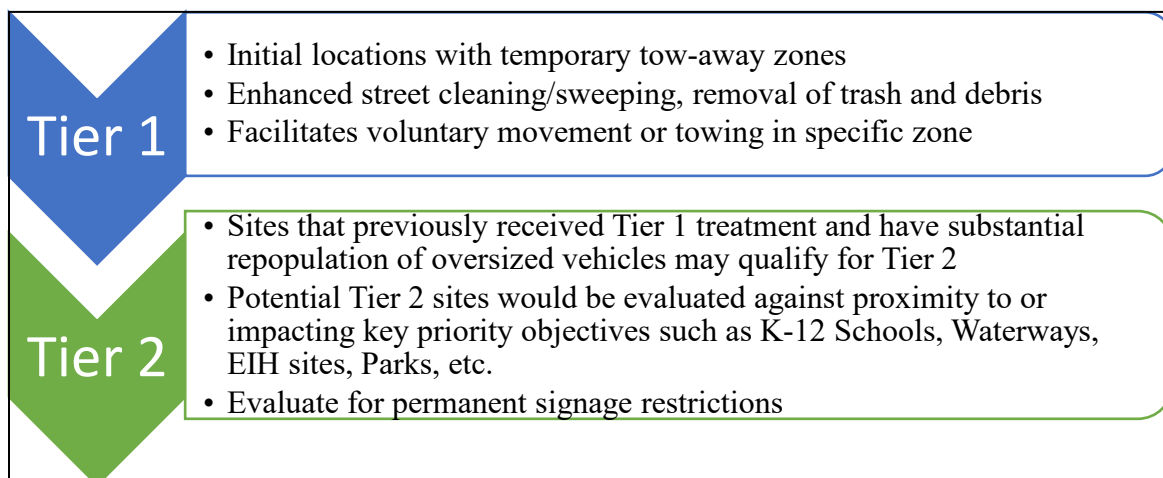 Tier 1
• Initial locations with temporary tow-away zones
• Enhanced street cleaning/sweeping, removal of trash and debris
• Facilitates voluntary movement or towing in specific zone
Tier 2
• Sites that previously received Tier 1 treatment and have substantial
repopulation of oversized vehicles may qualify for Tier 2
• Potential Tier 2 sites would be evaluated against proximity to or
impacting key priority objectives such as K-12 Schools, Waterways,
EIH sites, Parks, etc.
• Evaluate for permanent signage restrictions